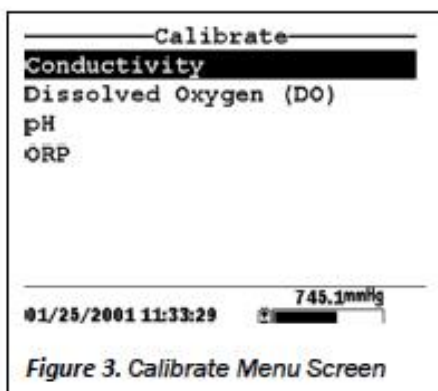 Calibrate
Conductivity
Dissolved Oxygen (DO)
pH
ORP
745.1mmHg
01/25/2001 11:33:29
Figure 3. Calibrate Menu Screen